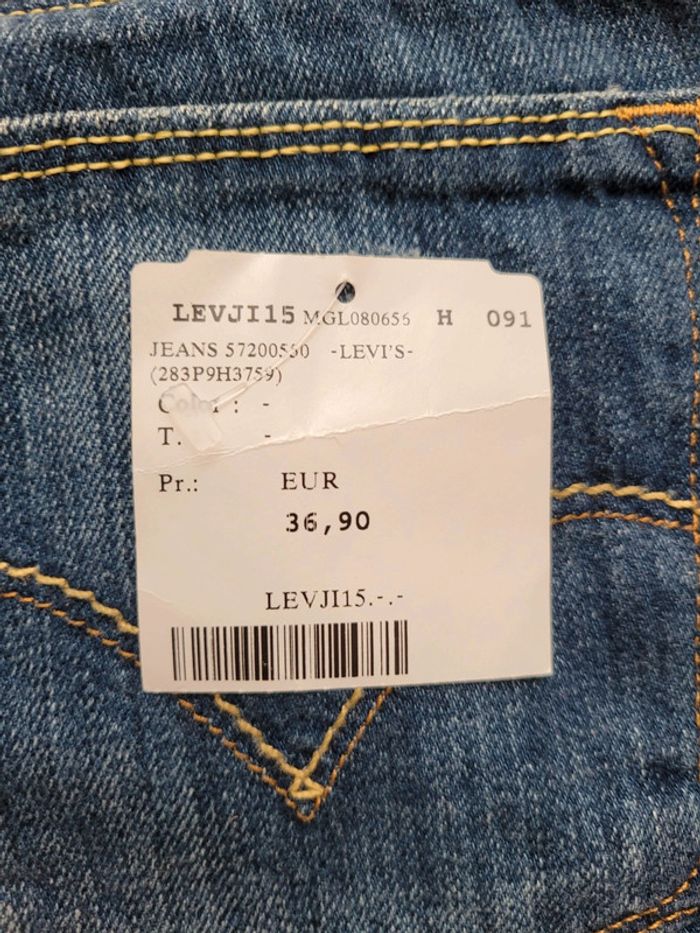 LEVJI15 MGL080656 H 091
JEANS 57200550 -LEVI'S-
(283P9H3759)
Color : -
T. -
Pr.: EUR
36,90
LEVJI15.-.-